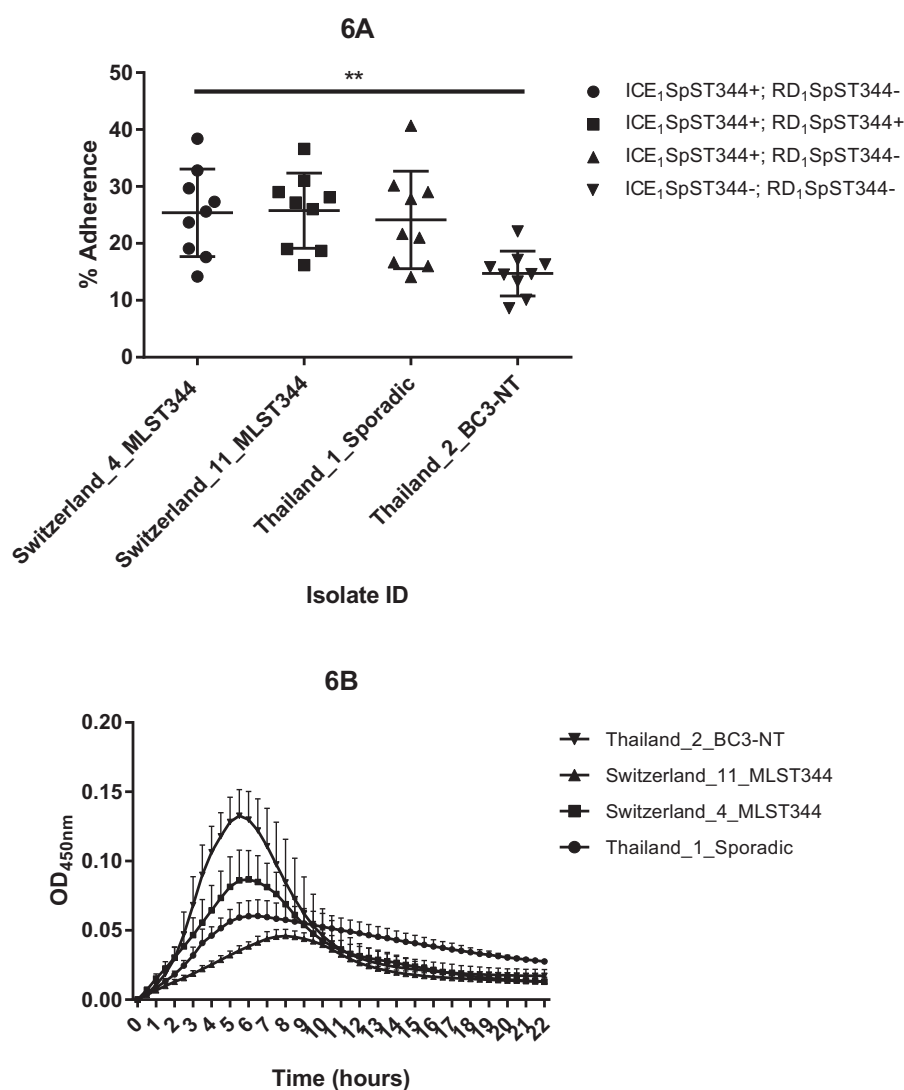 6A
% Adherence
50
40
30
20
10
0
**
ICE₁SpST344+; RD₁SpST344-
ICE₁SpST344+; RD₁SpST344+
ICE₁SpST344+; RD₁SpST344-
ICE₁SpST344-; RD₁SpST344-
Switzerland_4_MLST344
Switzerland_11_MLST344
Thailand_1_Sporadic
Thailand_2_BC3-NT
Isolate ID
6B
OD450nm
0.20
0.15
0.10
0.05
0.00
Thailand_2_BC3-NT
Switzerland_11_MLST344
Switzerland_4_MLST344
Thailand_1_Sporadic
0 1 2 3 4 5 6 7 8 9 10 11 12 13 14 15 16 17 18 19 20 21 22
Time (hours)